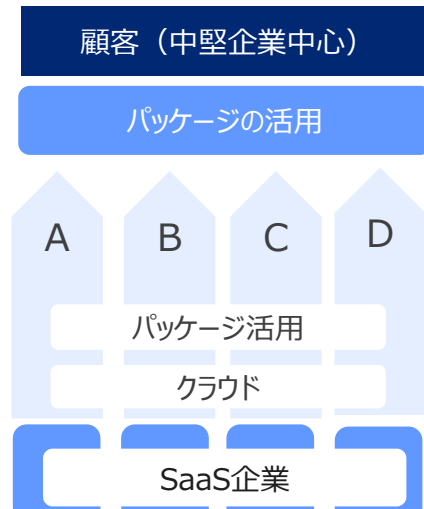 顧客（中堅企業中心）
パッケージの活用
A B C D
パッケージ活用
クラウド
SaaS企業